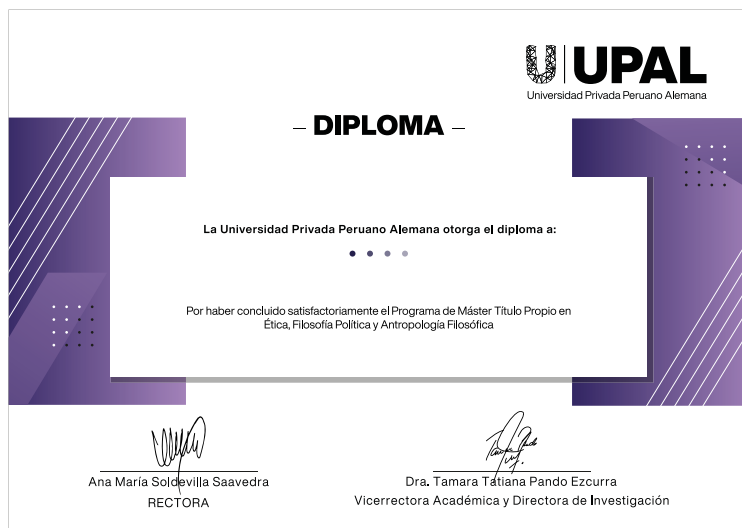 UPAL
Universidad Privada Peruano Alemana
– DIPLOMA –
La Universidad Privada Peruano Alemana otorga el diploma a:
Por haber concluido satisfactoriamente el Programa de Máster Título Propio en
Ética, Filosofía Política y Antropología Filosófica
Ana María Soldevilla Saavedra
RECTORA
Dra. Tamara Tatiana Pando Ezcurra
Vicerrectora Académica y Directora de Investigación